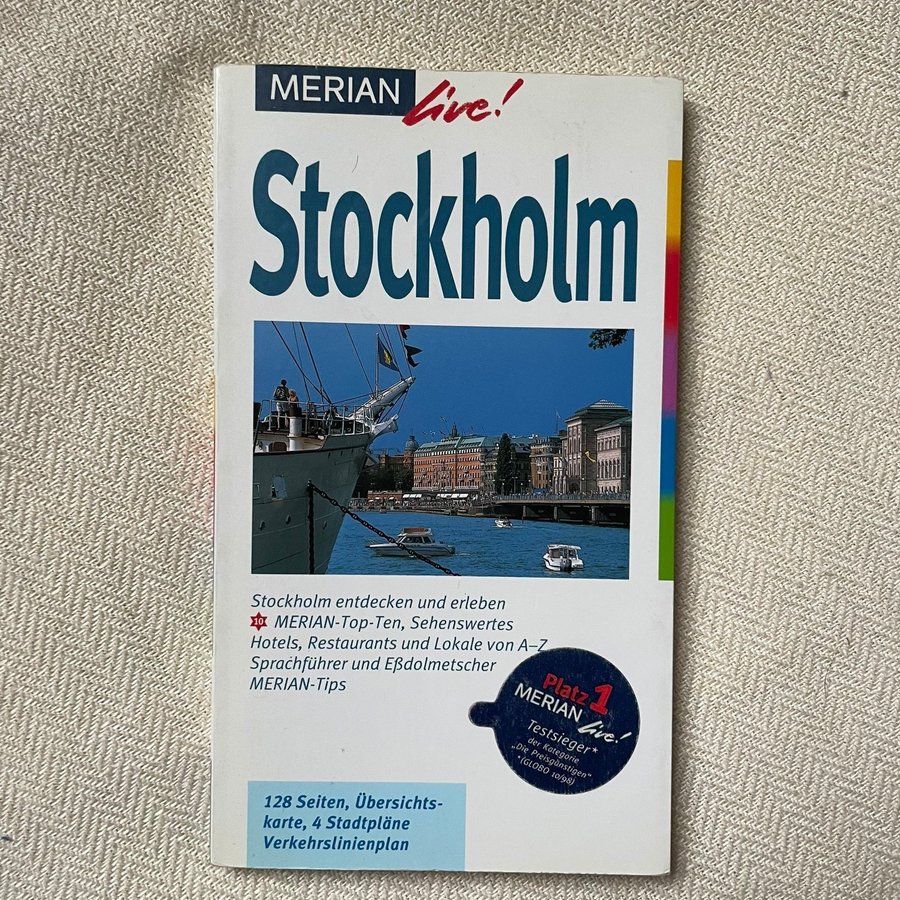 MERIAN live!
Stockholm
Stockholm entdecken und erleben
10 MERIAN-Top-Ten, Sehenswertes
Hotels, Restaurants und Lokale von A–Z
Sprachführer und Eßdolmetscher
MERIAN-Tips
Platz 1
MERIAN
live!
Testsieger*
der Kategorie
„Die Preisgünstigen“
*(GLOBO 10/98)
128 Seiten, Übersichts-
karte, 4 Stadtpläne
Verkehrslinienplan